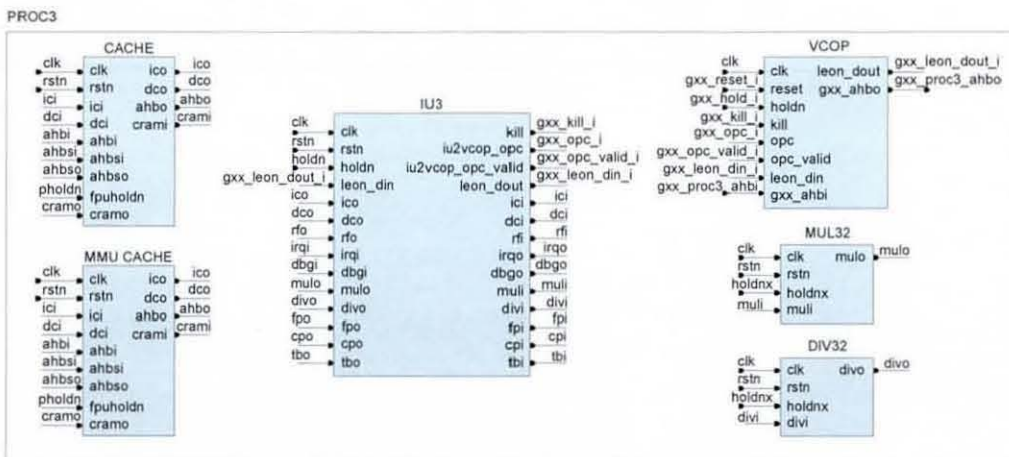 PROC3
CACHE
clk clk ico ico
rstn rstn dco dco
ici ici ahbo ahbo
dci dci crami crami
ahbi ahbi
ahbsi ahbsi
ahbso ahbso
pholdn fpuholdn
cramo cramo
MMU CACHE
clk clk ico ico
rstn rstn dco dco
ici ici ahbo ahbo
dci dci crami crami
ahbi ahbi
ahbsi ahbsi
ahbso ahbso
pholdn fpuholdn
cramo cramo
IU3
clk clk kill gxx_kill_i
rstn rstn iu2vcop_opc gxx_opc_i
holdn holdn iu2vcop_opc_valid gxx_opc_valid_i
gxx_leon_dout_i leon_din leon_dout gxx_leon_din_i
ico ico ici ici
dco dco dci dci
rfo rfo rfi rfi
irqi irqi irqo irqo
dbgi dbgi dbgo dbgo
mulo mulo muli muli
divo divo divi divi
fpo fpo fpi fpi
cpo cpo cpi cpi
tbo tbo tbi tbi
VCOP
clk clk leon_dout gxx_leon_dout_i
gxx_reset_i reset gxx_ahbo gxx_proc3_ahbo
gxx_hold_i holdn
gxx_kill_i kill
gxx_opc_i opc
gxx_opc_valid_i opc_valid
gxx_leon_din_i leon_din
gxx_proc3_ahbi gxx_ahbi
MUL32
clk clk mulo mulo
rstn rstn
holdnx holdnx
muli muli
DIV32
clk clk divo divo
rstn rstn
holdnx holdnx
divi divi